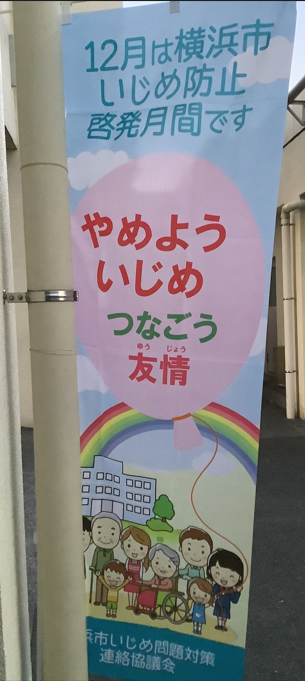 12月は横浜市
いじめ防止
啓発月間です
やめよう
いじめ
つなごう
ゆう じょう
友情
浜市いじめ問題対策
連絡協議会